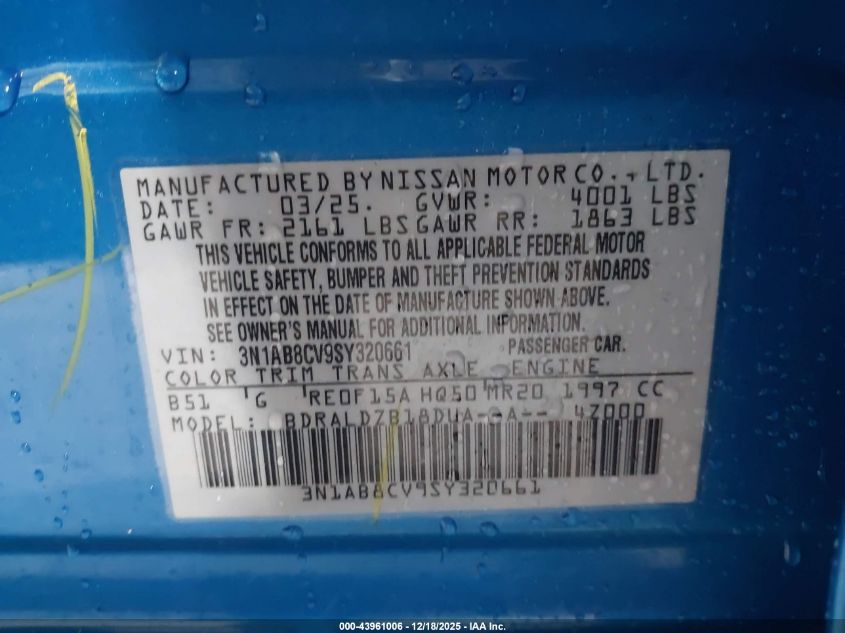 MANUFACTURED BY NISSAN MOTOR CO., LTD.
DATE: 03/25. GVWR: 4001 LBS
GAWR FR: 2161 LBS GAWR RR: 1863 LBS
THIS VEHICLE CONFORMS TO ALL APPLICABLE FEDERAL MOTOR
VEHICLE SAFETY, BUMPER AND THEFT PREVENTION STANDARDS
IN EFFECT ON THE DATE OF MANUFACTURE SHOWN ABOVE.
SEE OWNER'S MANUAL FOR ADDITIONAL INFORMATION.
VIN: 3N1AB8CV9SY320661 PASSENGER CAR.
COLOR TRIM TRANS AXLE ENGINE
B51 G RE0F15A HQ50 MR20 1997 CC
MODEL: BDRALDZB18DUA--A-- 4Z000
3N1AB8CV9SY320661
000-43961006 - 12/18/2025 - IAA Inc.